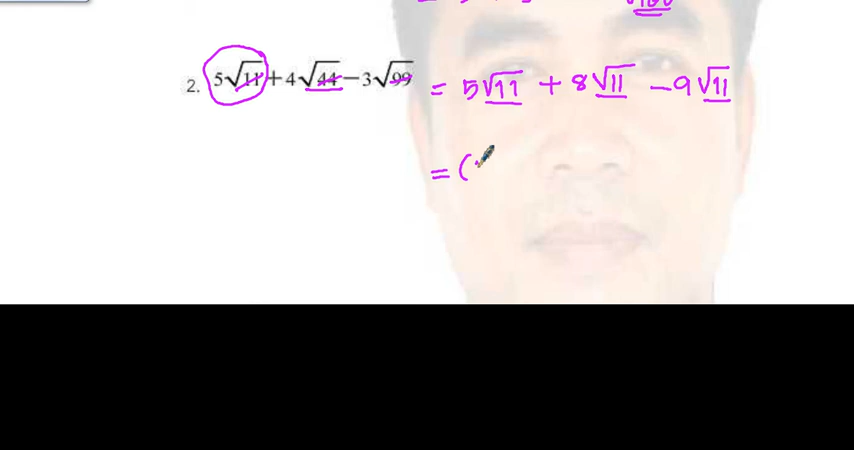 2. 5√11 + 4√44 − 3√99 = 5√11 + 8√11 − 9√11
= (